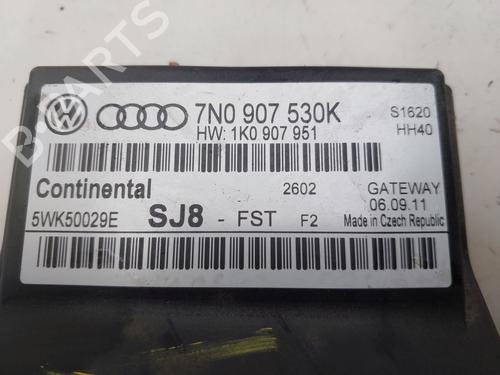 7N0 907 530K
S1620
HW: 1K0 907 951
HH40
Continental
2602
GATEWAY
5WK50029E
SJ8 - FST F2
06.09.11
Made in Czech Republic
B-PARTS